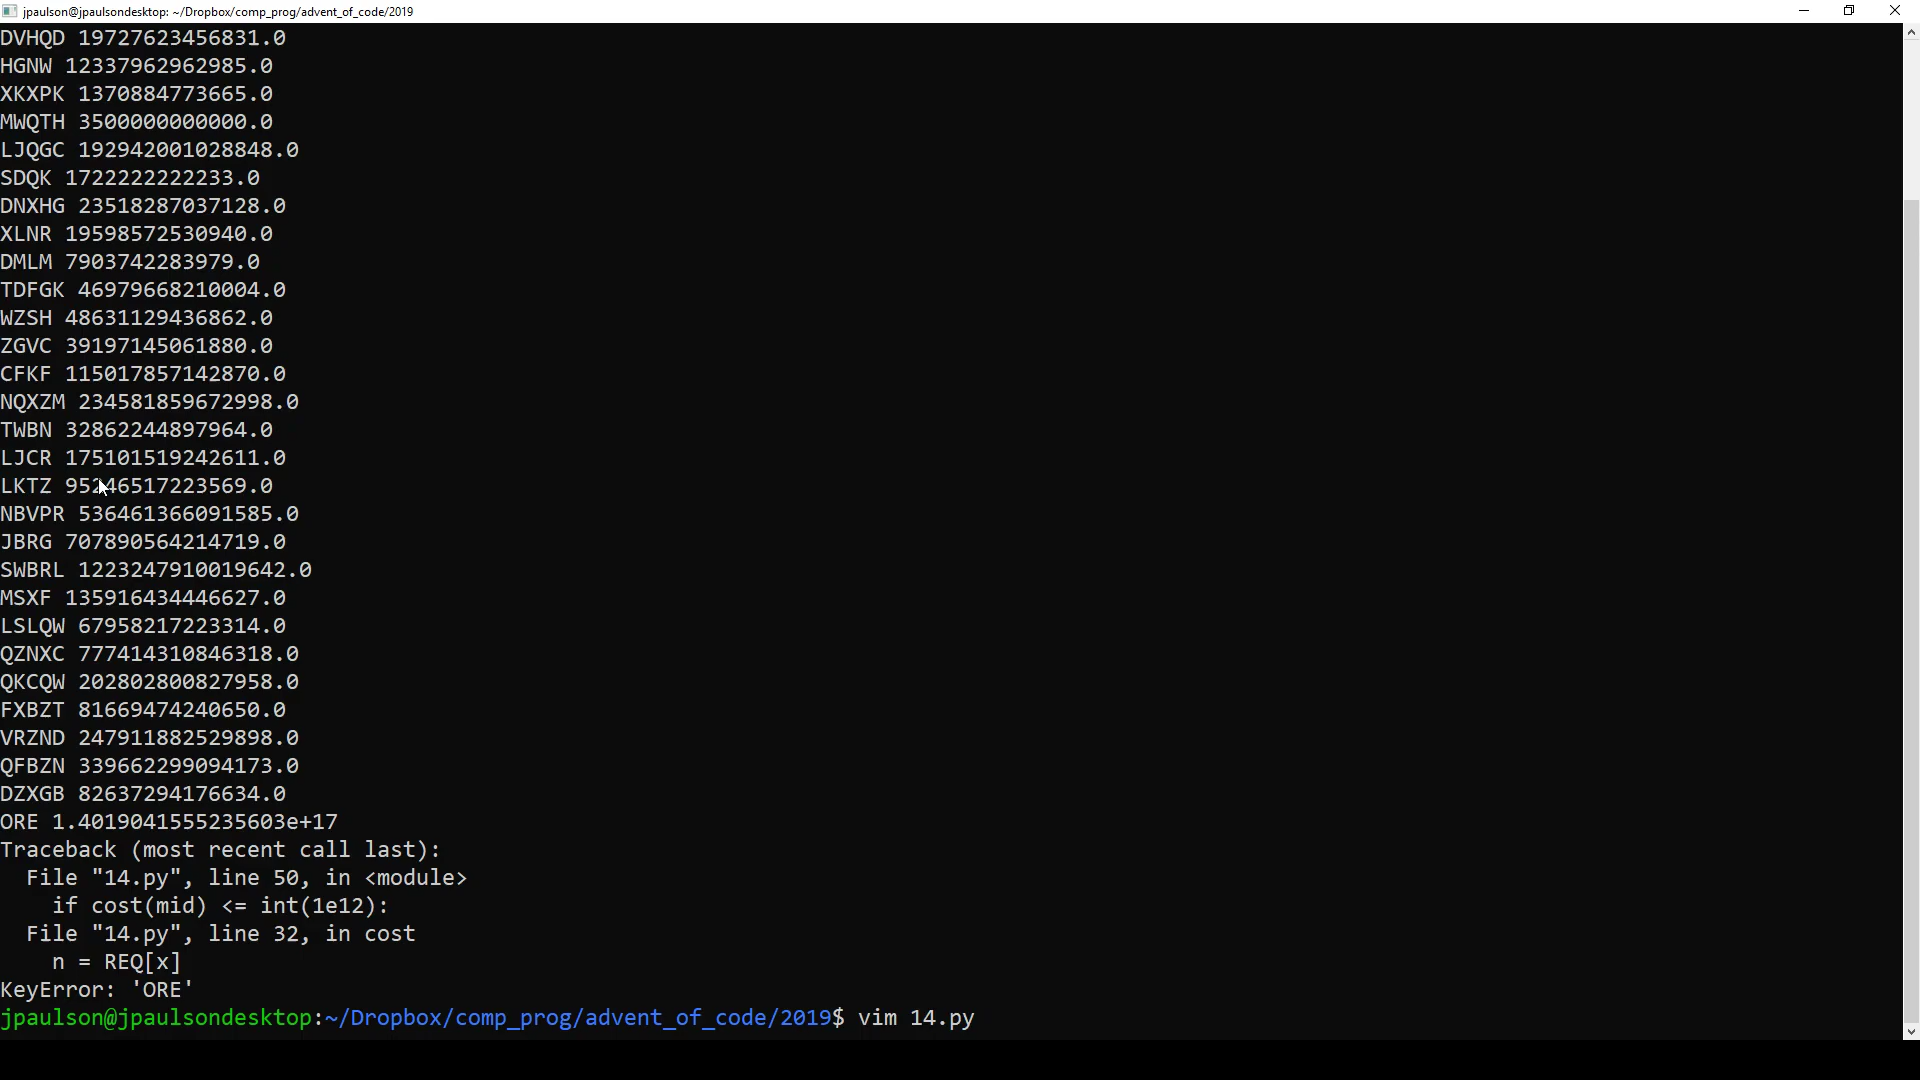 jpaulson@jpaulsondesktop: ~/Dropbox/comp_prog/advent_of_code/2019
DVHQD 19727623456831.0
HGNW 12337962962985.0
XKXPK 1370884773665.0
MWQTH 3500000000000.0
LJQGC 192942001028848.0
SDQK 1722222222233.0
DNXHG 23518287037128.0
XLNR 19598572530940.0
DMLM 7903742283979.0
TDFGK 46979668210004.0
WZSH 48631129436862.0
ZGVC 39197145061880.0
CFKF 115017857142870.0
NQXZM 234581859672998.0
TWBN 32862244897964.0
LJCR 175101519242611.0
LKTZ 95246517223569.0
NBVPR 536461366091585.0
JBRG 707890564214719.0
SWBRL 1223247910019642.0
MSXF 135916434446627.0
LSLQW 67958217223314.0
QZNXC 777414310846318.0
QKCQW 202802800827958.0
FXBZT 81669474240650.0
VRZND 247911882529898.0
QFBZN 339662299094173.0
DZXGB 82637294176634.0
ORE 1.4019041555235603e+17
Traceback (most recent call last):
  File "14.py", line 50, in <module>
    if cost(mid) <= int(1e12):
  File "14.py", line 32, in cost
    n = REQ[x]
KeyError: 'ORE'
jpaulson@jpaulsondesktop:~/Dropbox/comp_prog/advent_of_code/2019$ vim 14.py